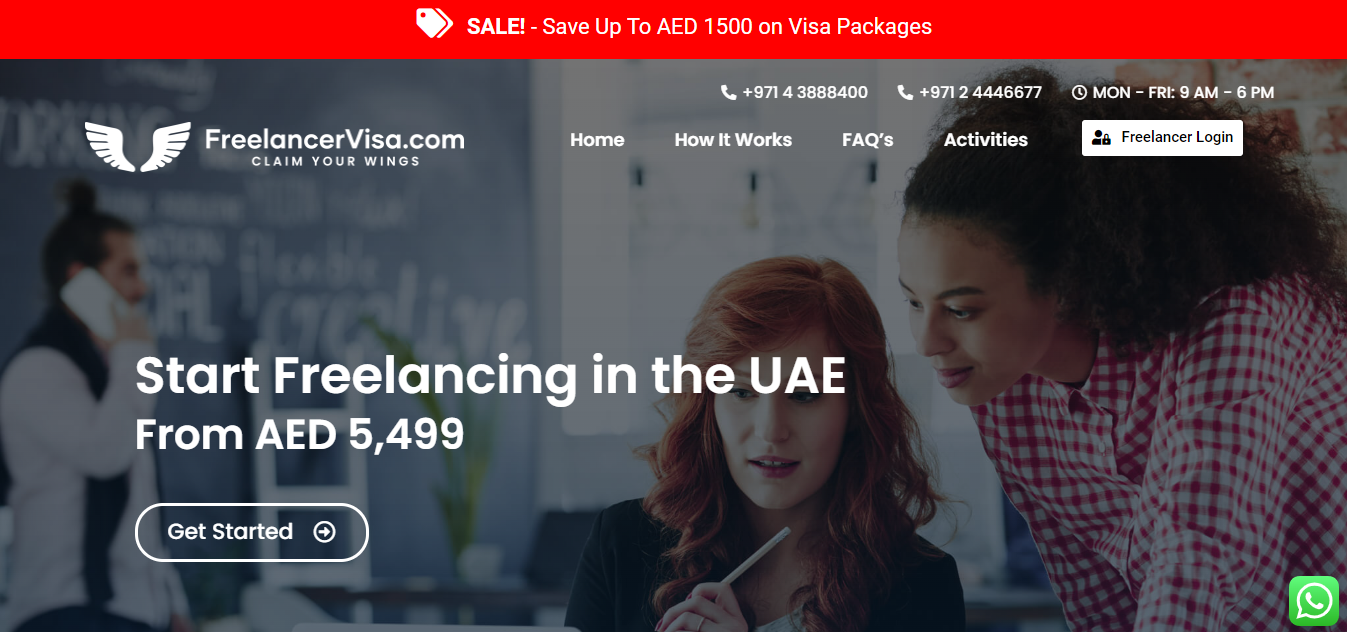 SALE! - Save Up To AED 1500 on Visa Packages
+971 4 3888400 +971 2 4446677 MON - FRI: 9 AM - 6 PM
FreelancerVisa.com
CLAIM YOUR WINGS
Home How It Works FAQ's Activities Freelancer Login
creative
Start Freelancing in the UAE
From AED 5,499
Get Started